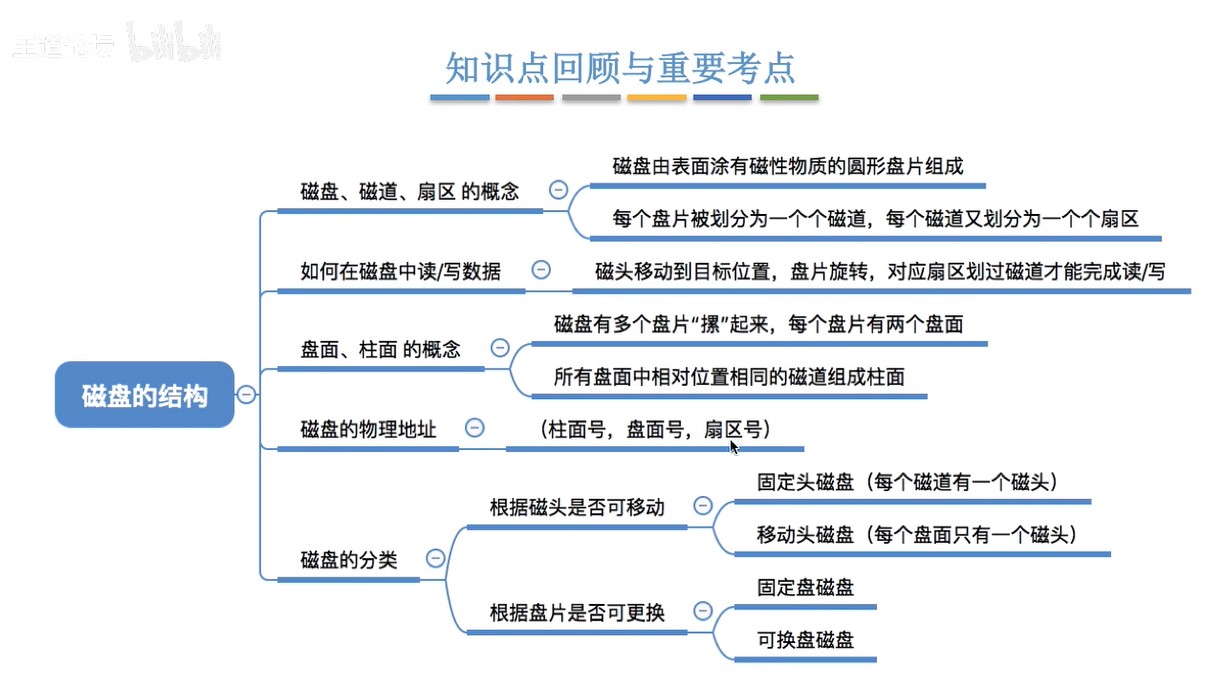 王道论坛 bilibili
知识点回顾与重要考点
磁盘的结构
磁盘、磁道、扇区 的概念
磁盘由表面涂有磁性物质的圆形盘片组成
每个盘片被划分为一个个磁道，每个磁道又划分为一个个扇区
如何在磁盘中读/写数据
磁头移动到目标位置，盘片旋转，对应扇区划过磁道才能完成读/写
盘面、柱面 的概念
磁盘有多个盘片“摞”起来，每个盘片有两个盘面
所有盘面中相对位置相同的磁道组成柱面
磁盘的物理地址
（柱面号，盘面号，扇区号）
磁盘的分类
根据磁头是否可移动
固定头磁盘（每个磁道有一个磁头）
移动头磁盘（每个盘面只有一个磁头）
根据盘片是否可更换
固定盘磁盘
可换盘磁盘